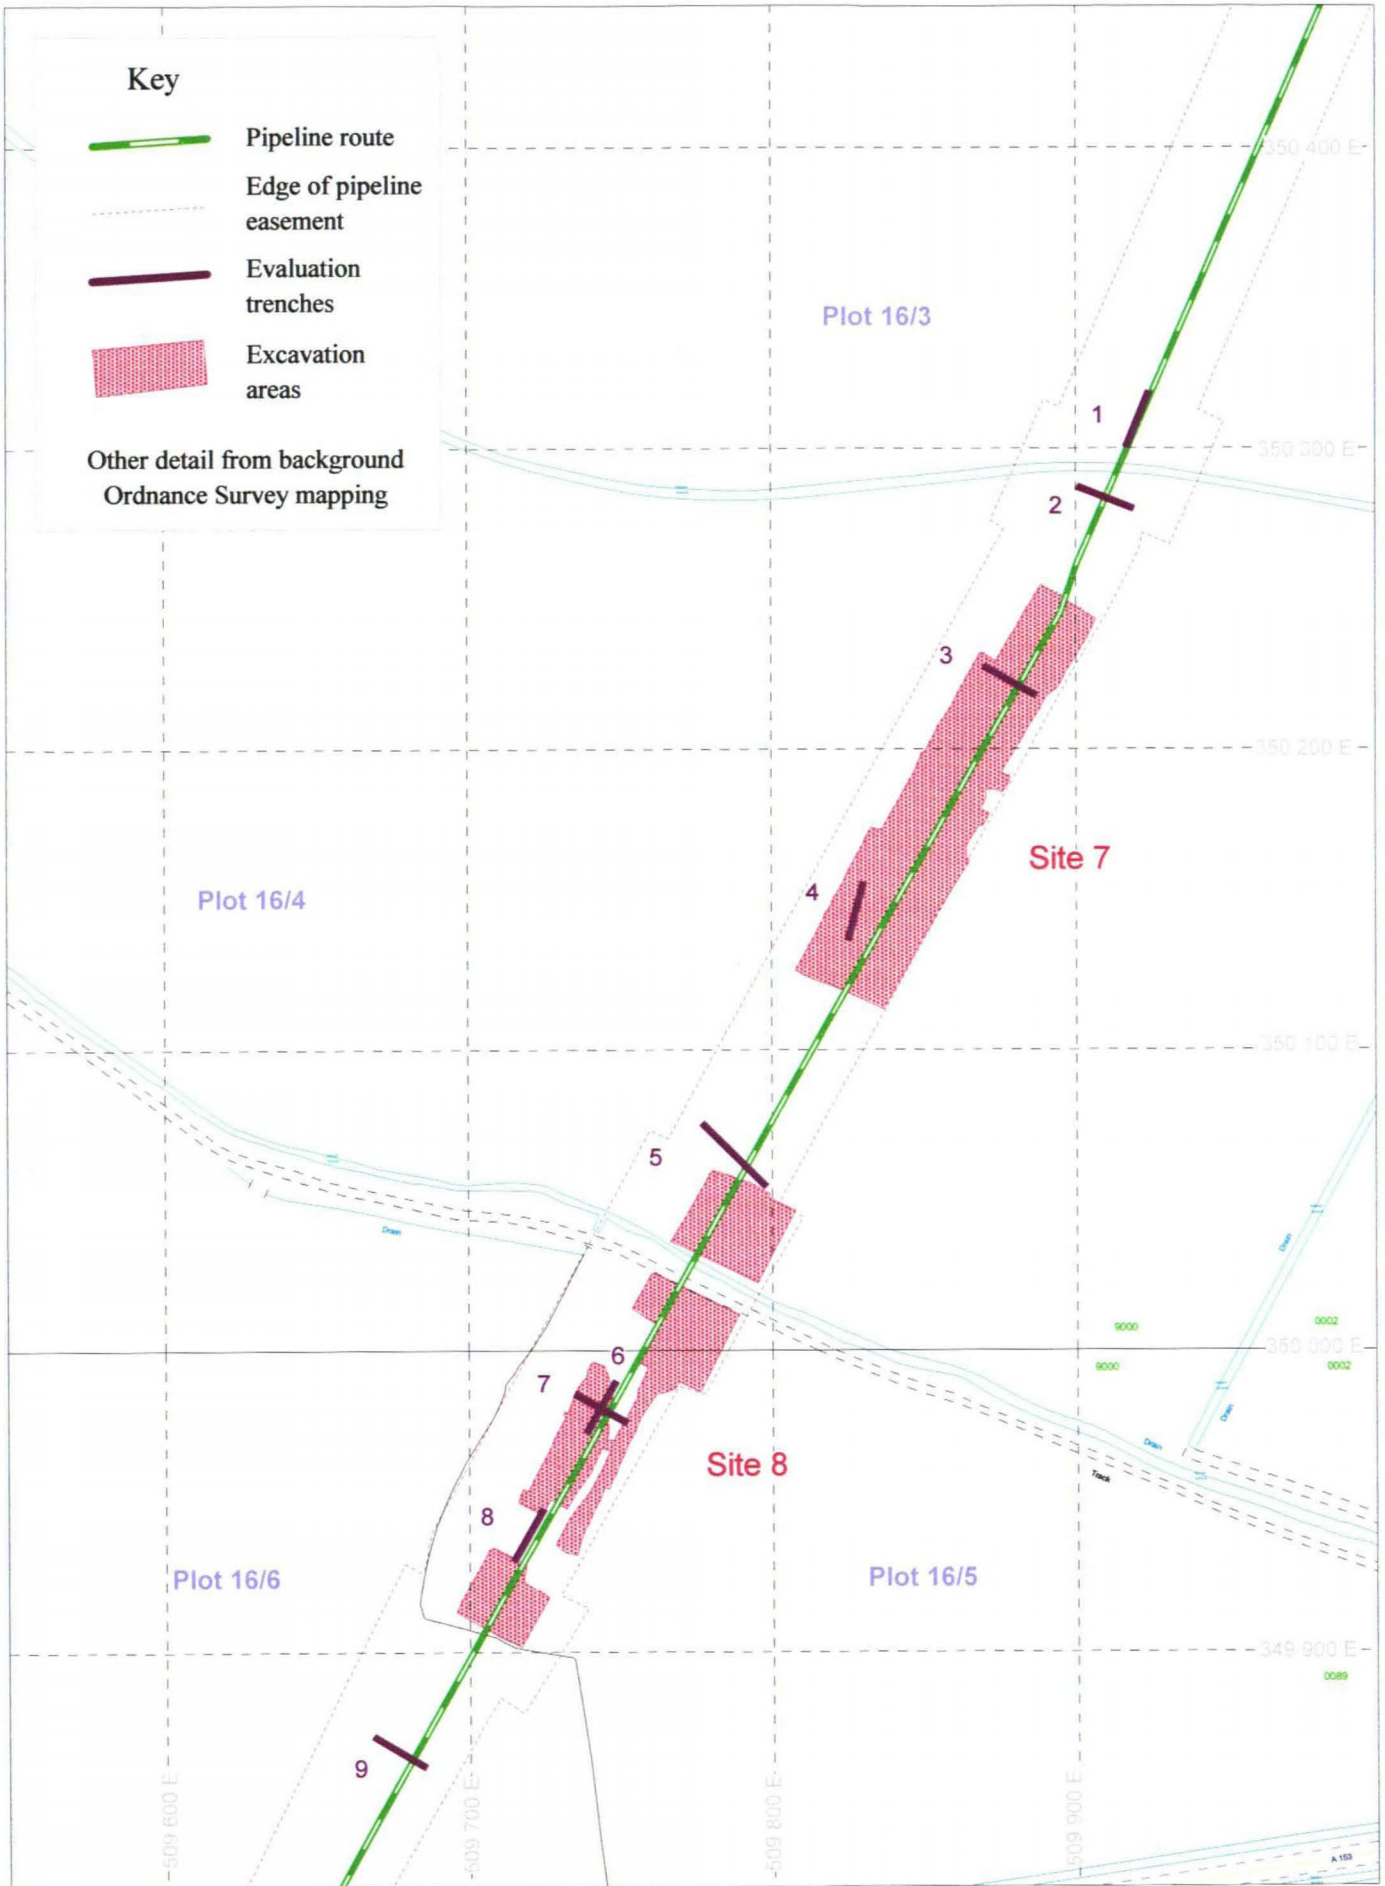 Key
Pipeline route
Edge of pipeline
easement
Evaluation
trenches
Excavation
areas
Other detail from background
Ordnance Survey mapping
350 400 E
Plot 16/3
1
350 300 E
2
3
350 200 E
Site 7
4
Plot 16/4
350 100 E
5
Drain
Drain
9000
0002
350 000 E
9000
0002
6
7
Drain
Drain
Track
Site 8
8
Plot 16/6
Plot 16/5
349 900 E
0089
9
509 600 E
509 700 E
509 800 E
509 900 E
A 153